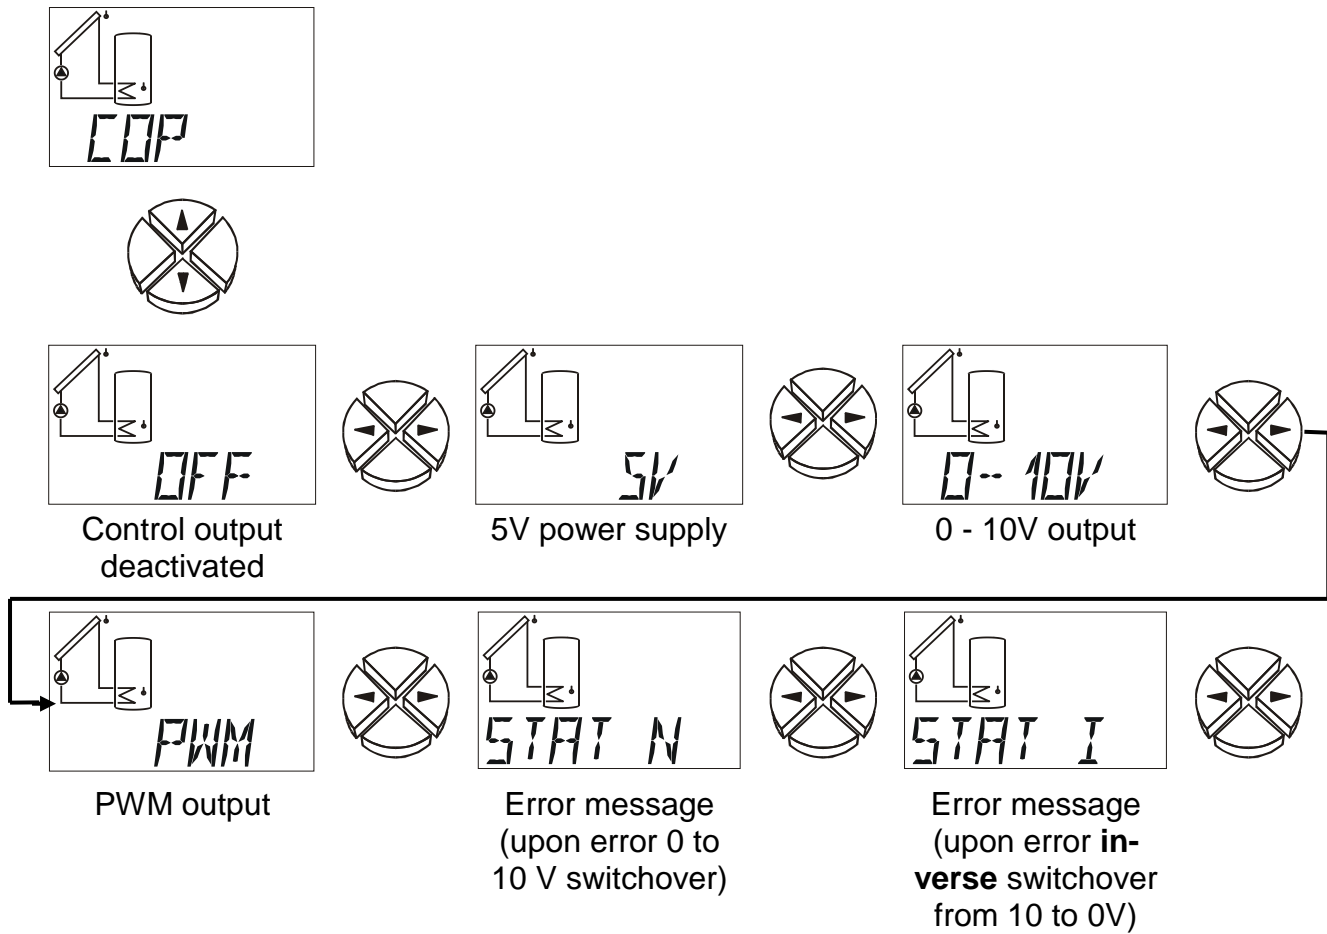 COP
OFF
5V
0-10V
Control output
deactivated
5V power supply
0 - 10V output
PWM
STAT N
STAT I
PWM output
Error message
(upon error 0 to
10 V switchover)
Error message
(upon error in-
verse switchover
from 10 to 0V)